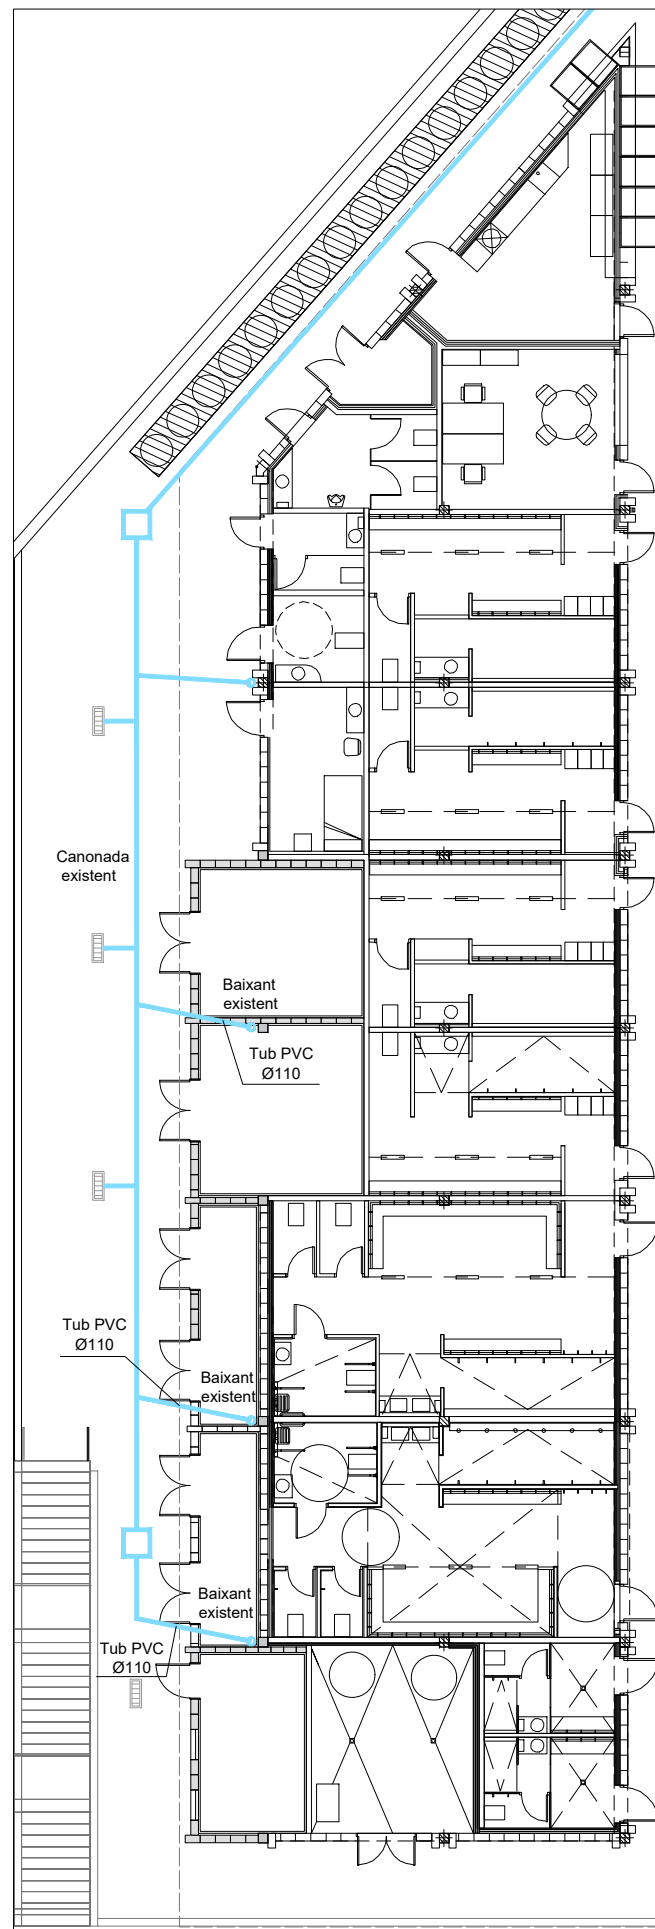 Canonada
existent
Baixant
existent
Tub PVC
Ø110
Tub PVC
Ø110
Baixant
existent
Baixant
existent
Tub PVC
Ø110